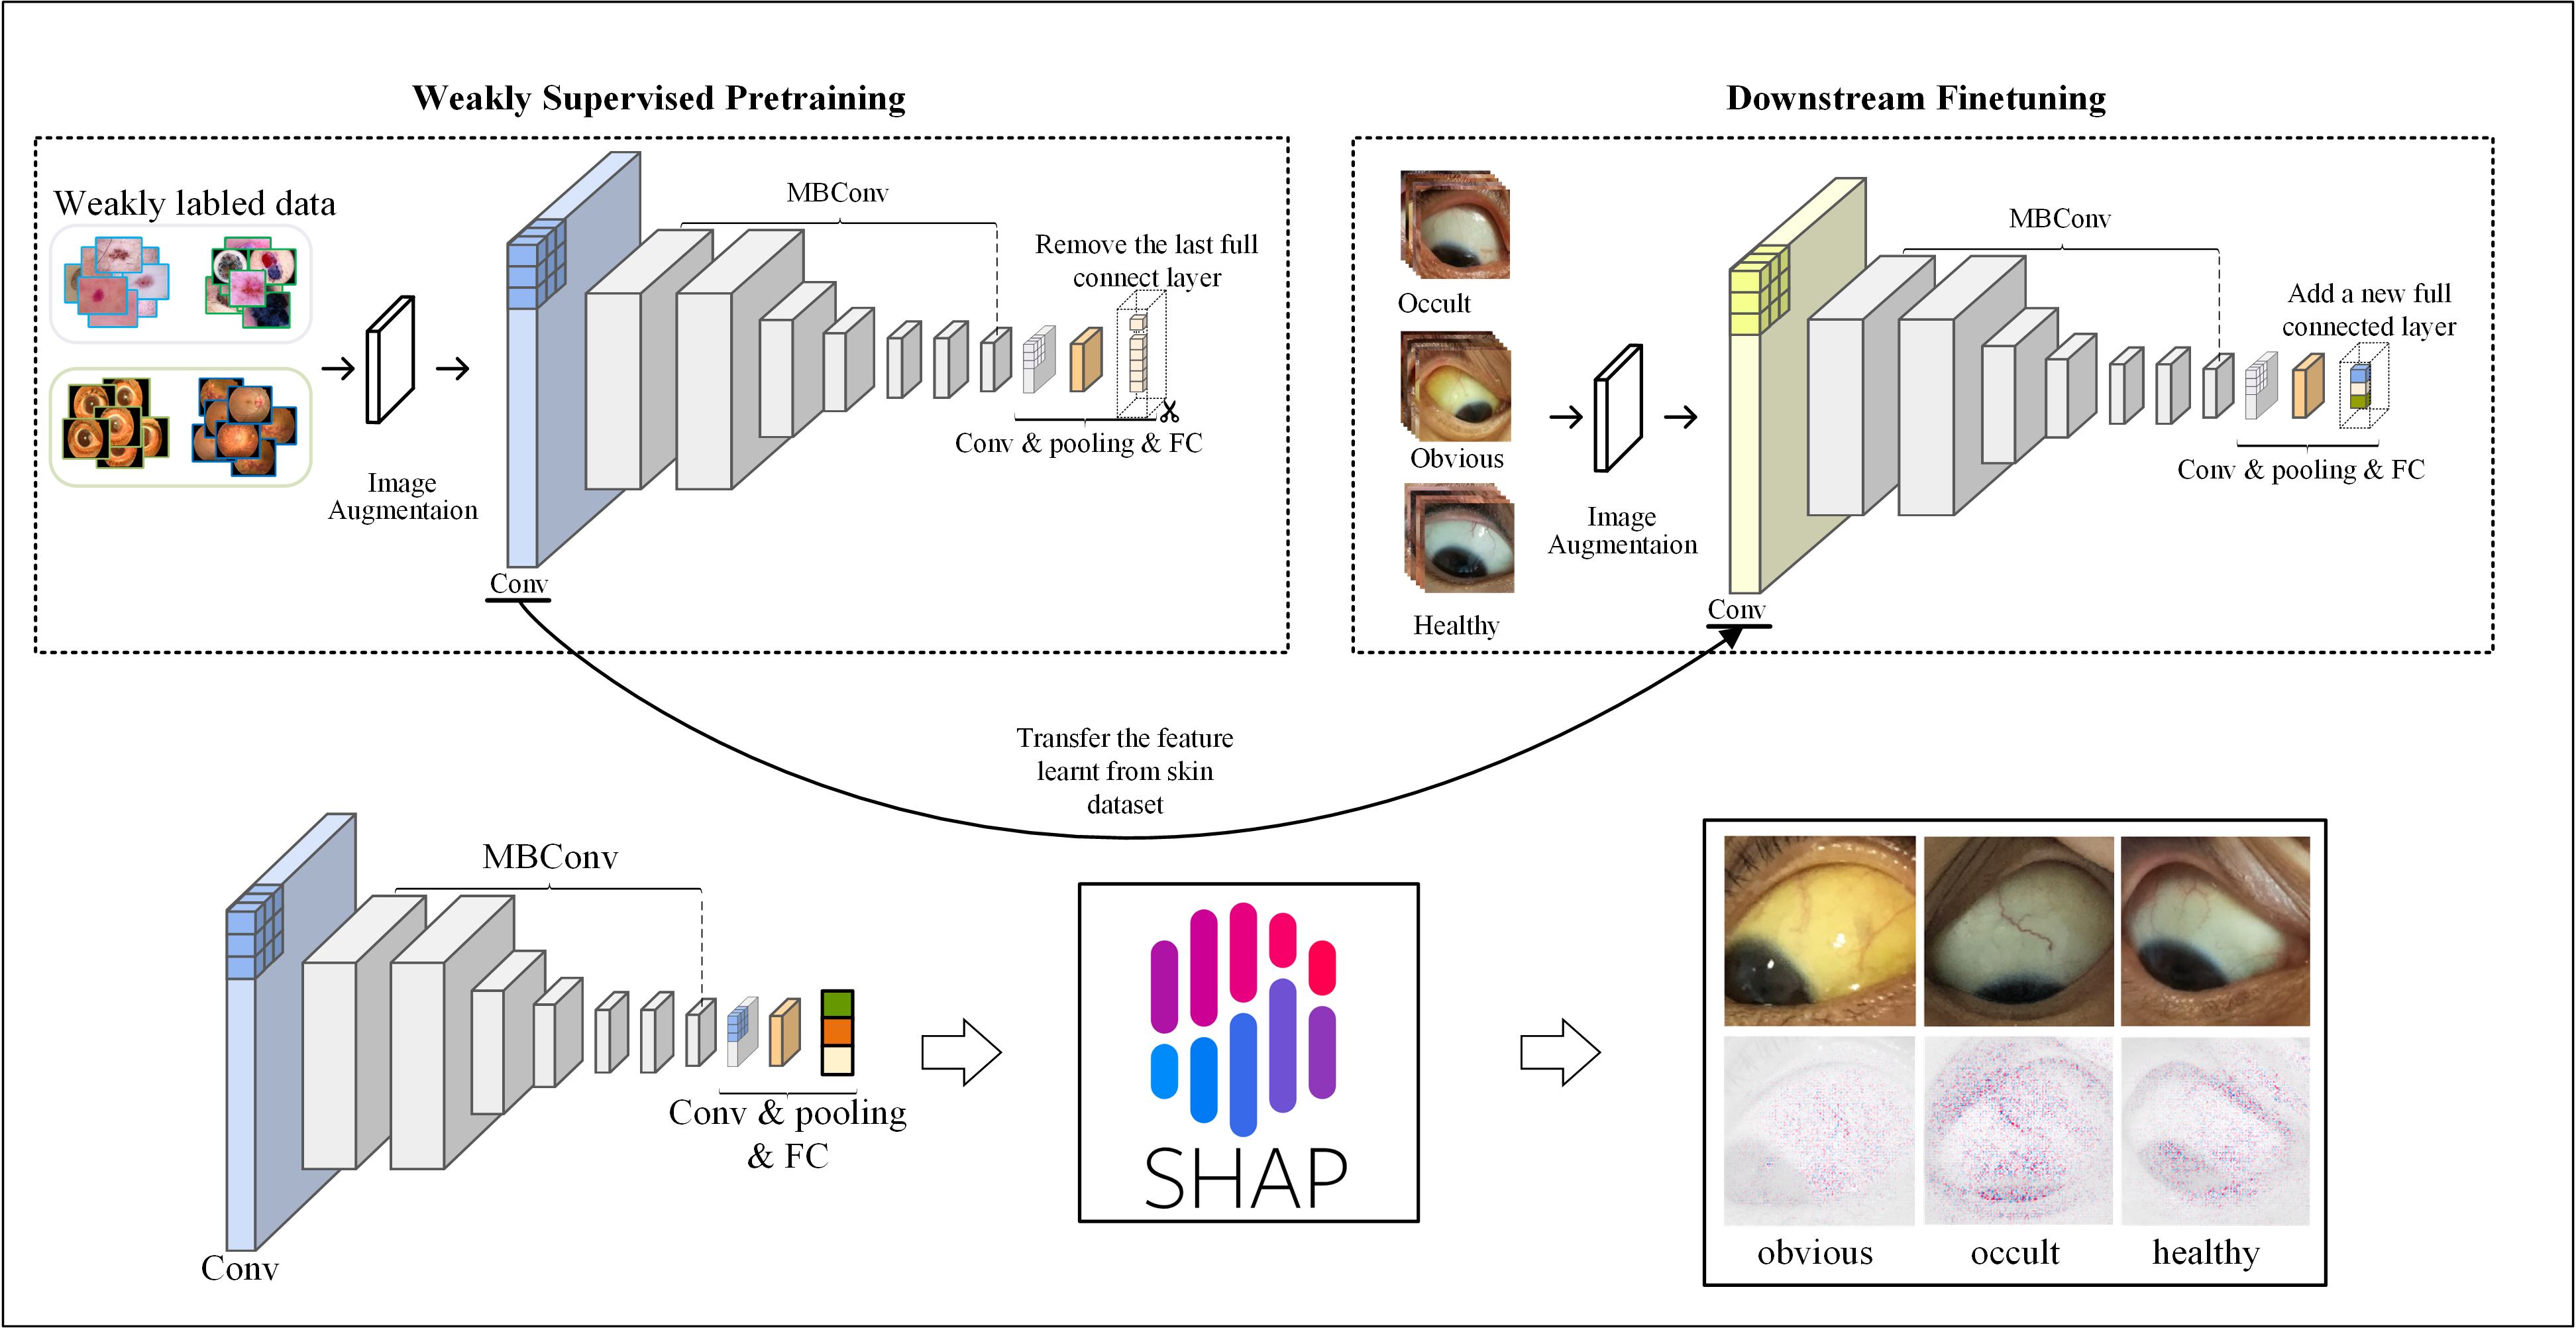 Weakly Supervised Pretraining
Weakly labled data
Image
Augmentaion
Conv
MBConv
Remove the last full
connect layer
Conv & pooling & FC
Downstream Finetuning
Occult
Obvious
Healthy
Image
Augmentaion
Conv
MBConv
Add a new full
connected layer
Conv & pooling & FC
Transfer the feature
learnt from skin
dataset
MBConv
Conv & pooling
& FC
Conv
SHAP
obvious
occult
healthy